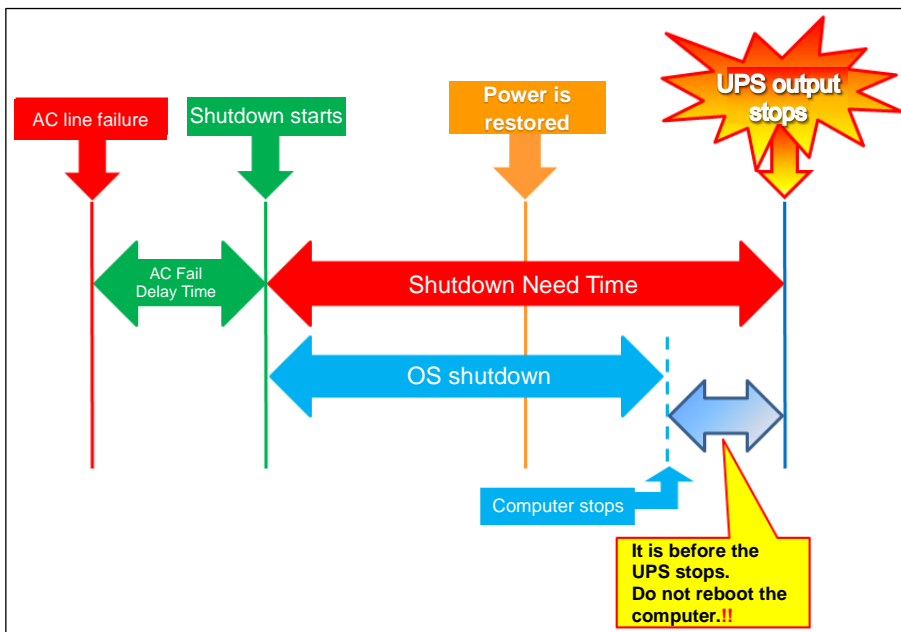 UPS output
stops
Power is
restored
AC line failure
Shutdown starts
AC Fail
Delay Time
Shutdown Need Time
OS shutdown
Computer stops
It is before the
UPS stops.
Do not reboot the
computer.!!